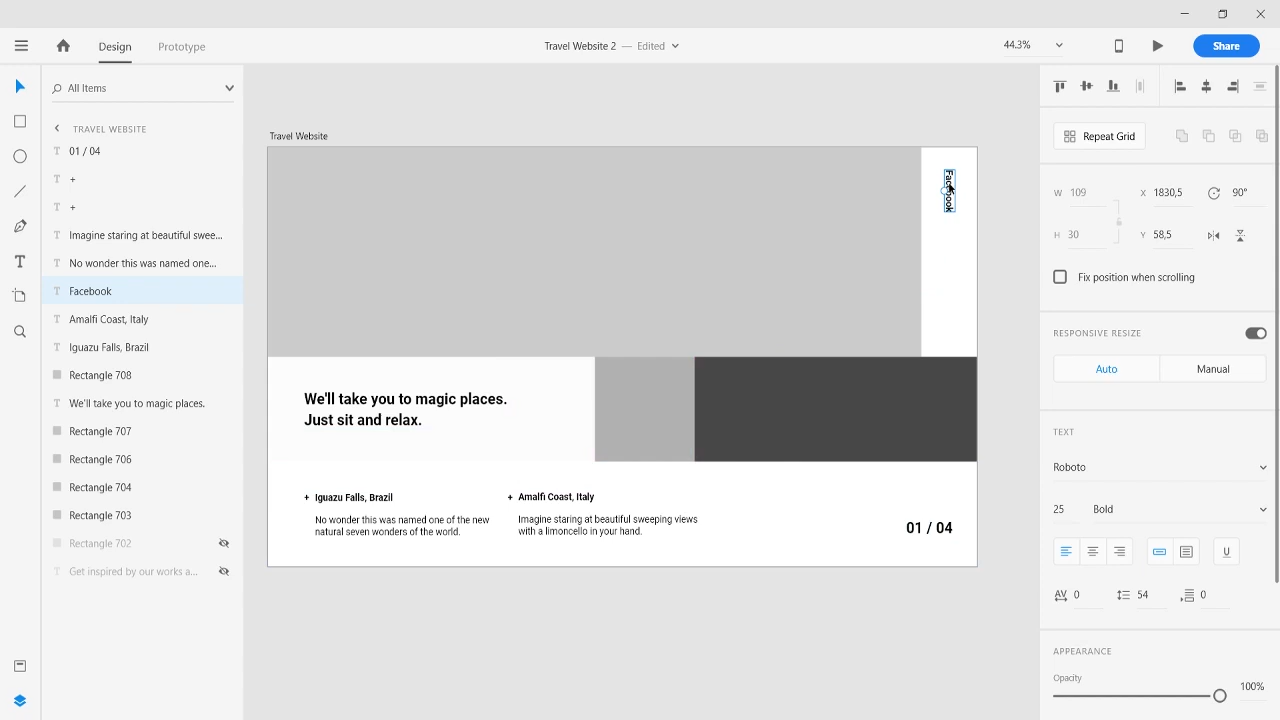 Design
Prototype
Travel Website 2 — Edited
44.3%
Share
All Items
TRAVEL WEBSITE
01 / 04
+
+
Imagine staring at beautiful swee...
No wonder this was named one...
Facebook
Amalfi Coast, Italy
Iguazu Falls, Brazil
Rectangle 708
We'll take you to magic places.
Rectangle 707
Rectangle 706
Rectangle 704
Rectangle 703
Rectangle 702
Get inspired by our works a...
Travel Website
Facebook
We'll take you to magic places.
Just sit and relax.
+ Iguazu Falls, Brazil
No wonder this was named one of the new
natural seven wonders of the world.
+ Amalfi Coast, Italy
Imagine staring at beautiful sweeping views
with a limoncello in your hand.
01 / 04
Repeat Grid
W 109 X 1830,5 90°
H 30 Y 58,5
Fix position when scrolling
RESPONSIVE RESIZE
Auto Manual
TEXT
Roboto
25 Bold
U
AV 0 54 0
APPEARANCE
Opacity
100%